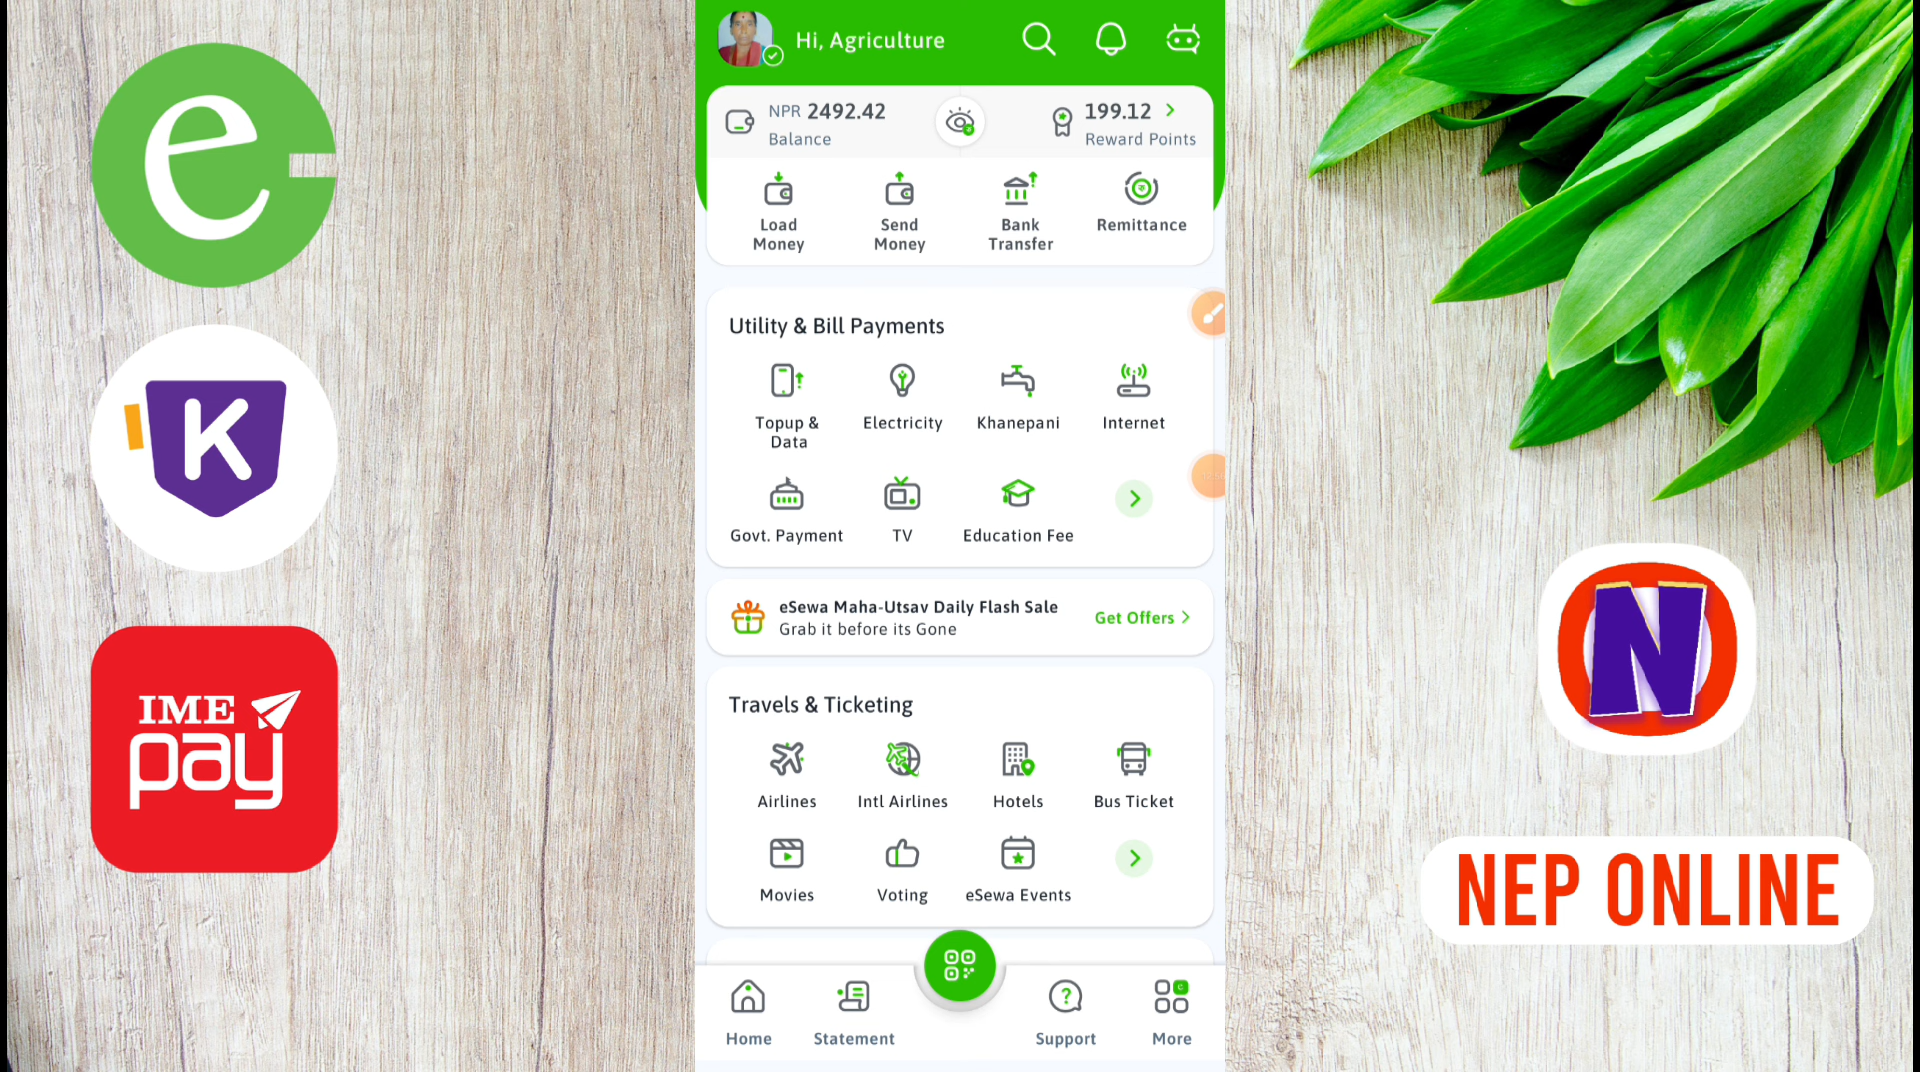 e
K
IME
pay
Hi, Agriculture
NPR 2492.42
Balance
199.12
Reward Points
Load
Money
Send
Money
Bank
Transfer
Remittance
Utility & Bill Payments
Topup &
Data
Electricity
Khanepani
Internet
Govt. Payment
TV
Education Fee
eSewa Maha-Utsav Daily Flash Sale
Grab it before its Gone
Get Offers
Travels & Ticketing
Airlines
Intl Airlines
Hotels
Bus Ticket
Movies
Voting
eSewa Events
Home
Statement
Support
More
N
NEP ONLINE